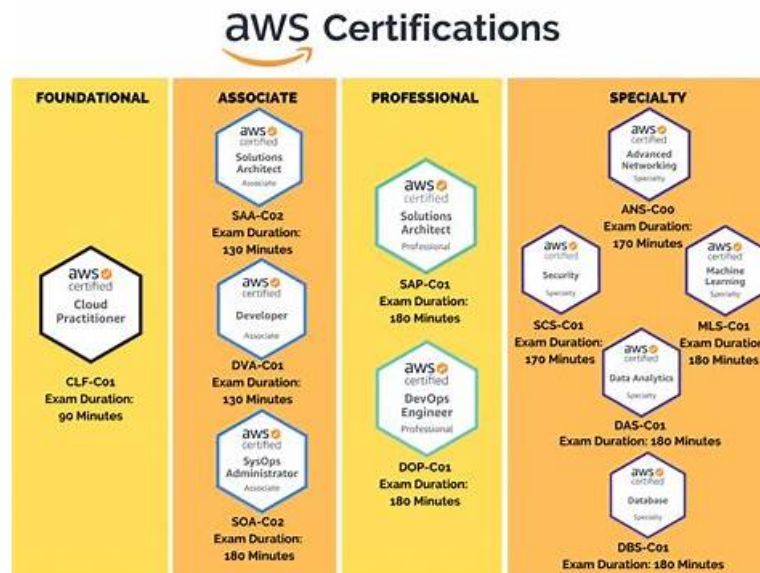 aws Certifications
FOUNDATIONAL
aws
certified
Cloud
Practitioner
CLF-C01
Exam Duration:
90 Minutes
ASSOCIATE
aws
certified
Solutions
Architect
Associate
SAA-C02
Exam Duration:
130 Minutes
aws
certified
Developer
Associate
DVA-C01
Exam Duration:
130 Minutes
aws
certified
SysOps
Administrator
Associate
SOA-C02
Exam Duration:
180 Minutes
PROFESSIONAL
aws
certified
Solutions
Architect
Professional
SAP-C01
Exam Duration:
180 Minutes
aws
certified
DevOps
Engineer
Professional
DOP-C01
Exam Duration:
180 Minutes
SPECIALTY
aws
certified
Advanced
Networking
Specialty
ANS-C00
Exam Duration:
170 Minutes
aws
certified
Security
Specialty
SCS-C01
Exam Duration:
170 Minutes
aws
certified
Machine
Learning
Specialty
MLS-C01
Exam Duration
180 Minutes
aws
certified
Data Analytics
Specialty
DAS-C01
Exam Duration: 180 Minutes
aws
certified
Database
Specialty
DBS-C01
Exam Duration: 180 Minutes